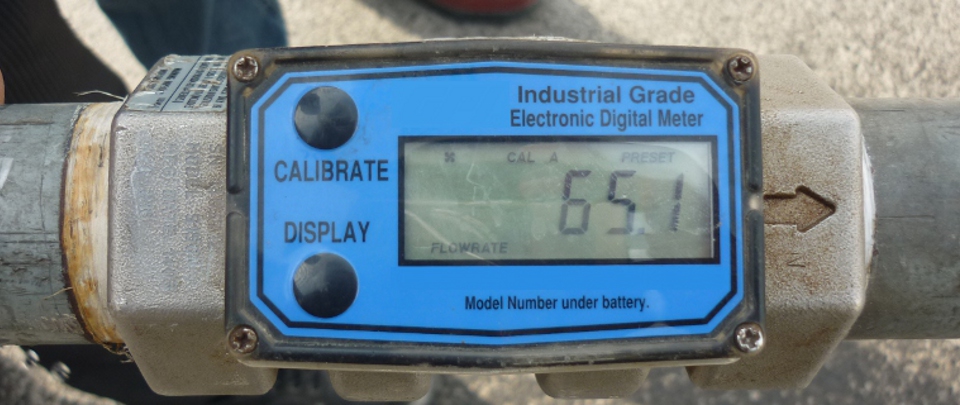 Industrial Grade
Electronic Digital Meter
CALIBRATE
CAL A PRESET
65.1
DISPLAY
FLOWRATE
Model Number under battery.